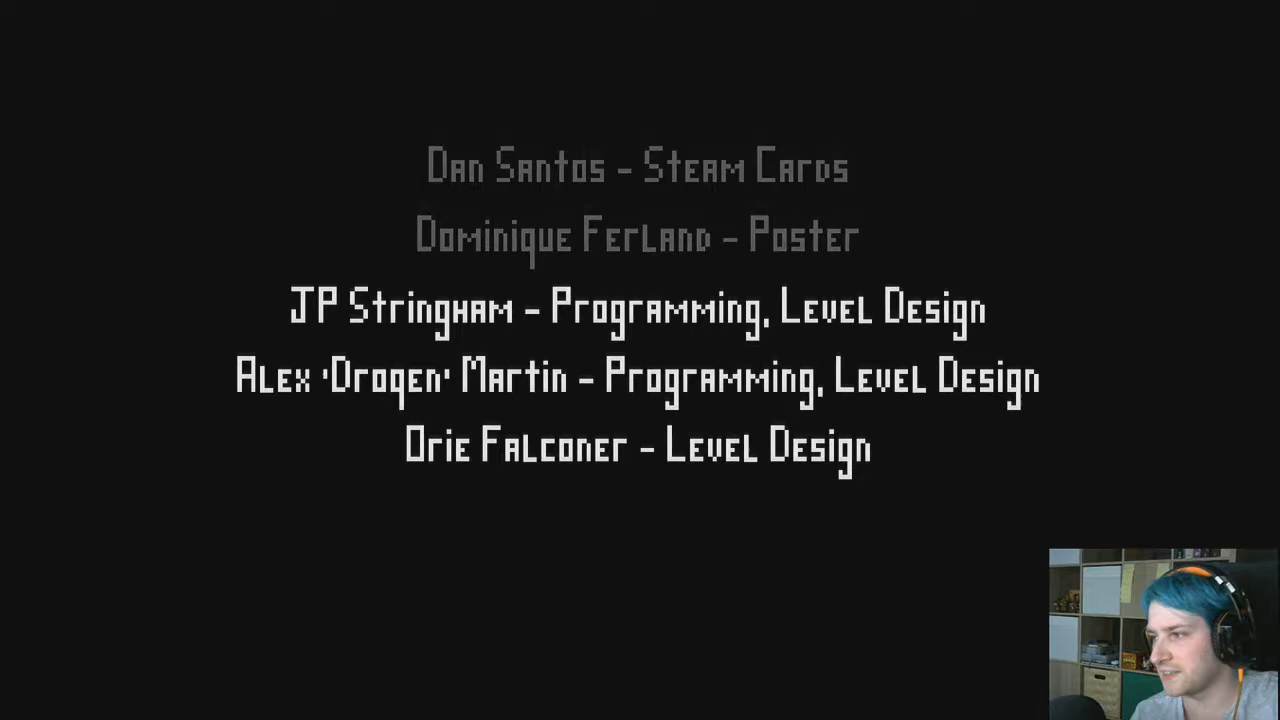 Dan Santos - Steam Cards
Dominique Ferland - Poster
JP Stringham - Programming, Level Design
Alex 'Droqen' Martin - Programming, Level Design
Orie Falconer - Level Design